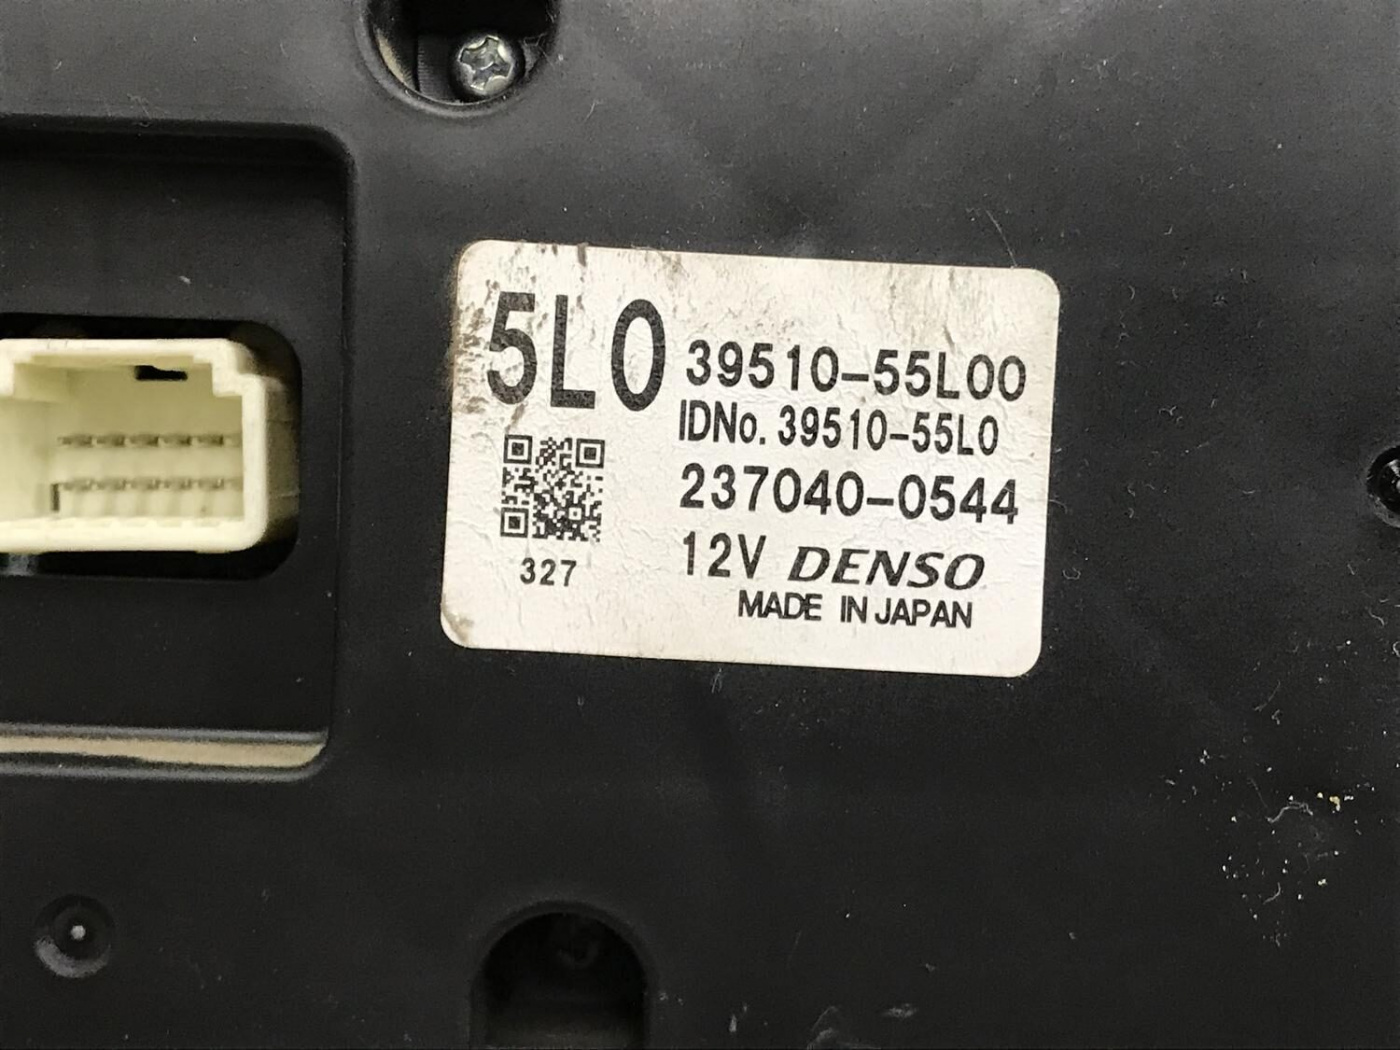 5L0
39510-55L00
IDNo. 39510-55L0
237040-0544
327
12V DENSO
MADE IN JAPAN